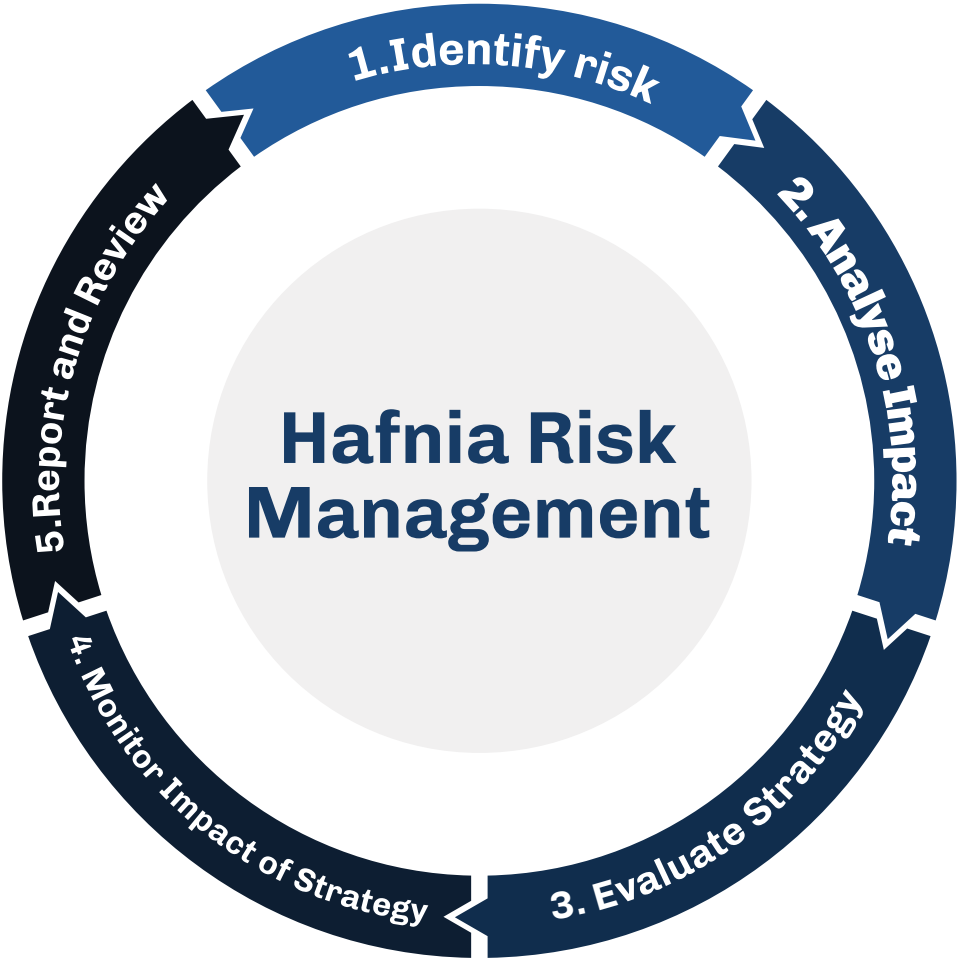 1.Identify risk
2. Analyse Impact
3. Evaluate Strategy
4. Monitor Impact of Strategy
5.Report and Review
Hafnia Risk
Management